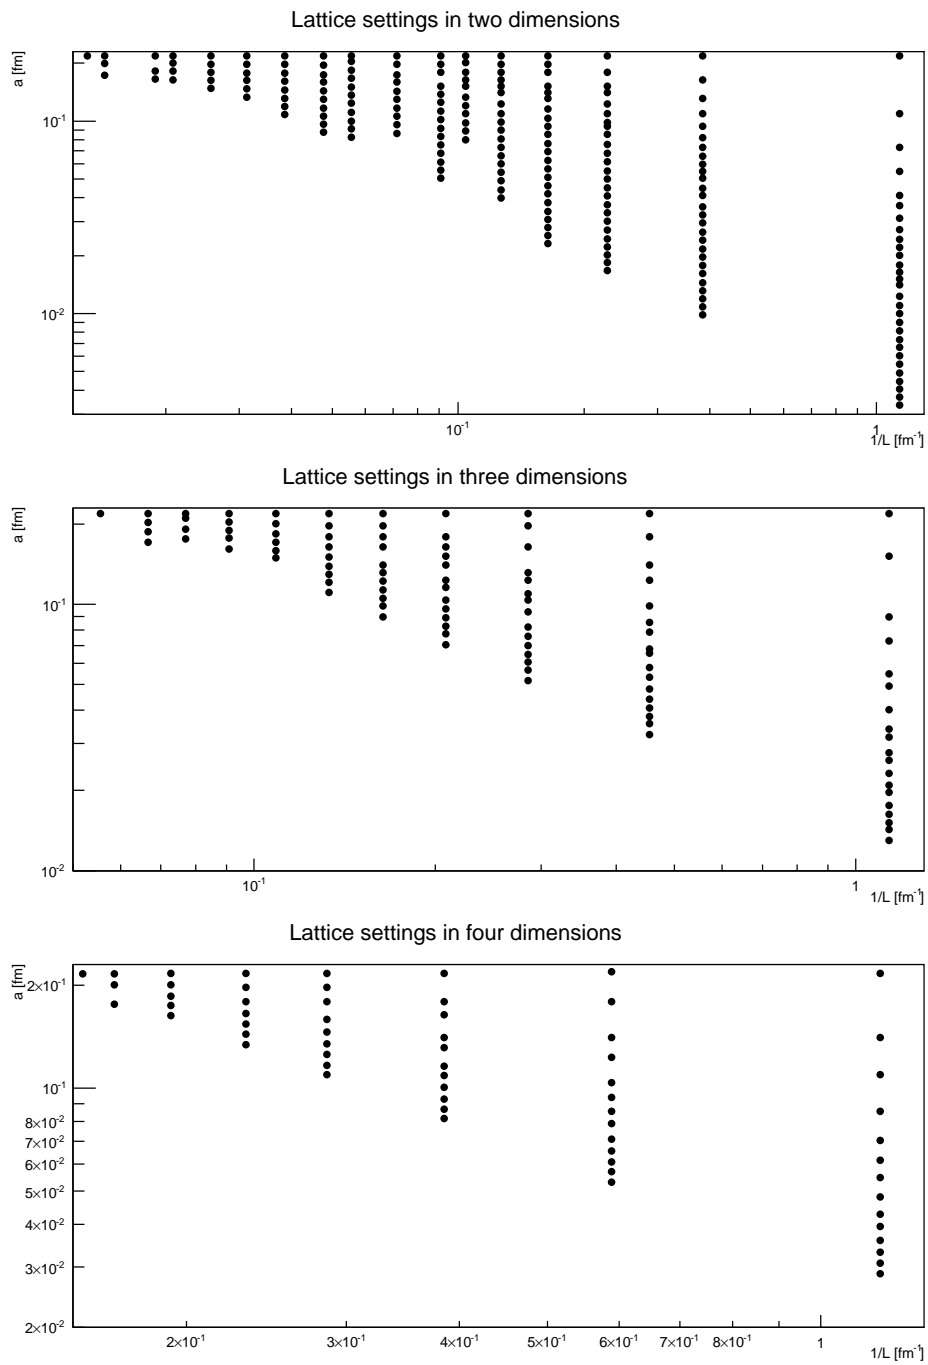 Lattice settings in two dimensions
a [fm]
10⁻¹
10⁻²
10⁻¹
1
1/L [fm⁻¹]
Lattice settings in three dimensions
a [fm]
10⁻¹
10⁻²
10⁻¹
1
1/L [fm⁻¹]
Lattice settings in four dimensions
a [fm]
2×10⁻¹
10⁻¹
8×10⁻²
7×10⁻²
6×10⁻²
5×10⁻²
4×10⁻²
3×10⁻²
2×10⁻²
2×10⁻¹ 3×10⁻¹ 4×10⁻¹ 5×10⁻¹ 6×10⁻¹ 7×10⁻¹ 8×10⁻¹ 1
1/L [fm⁻¹]